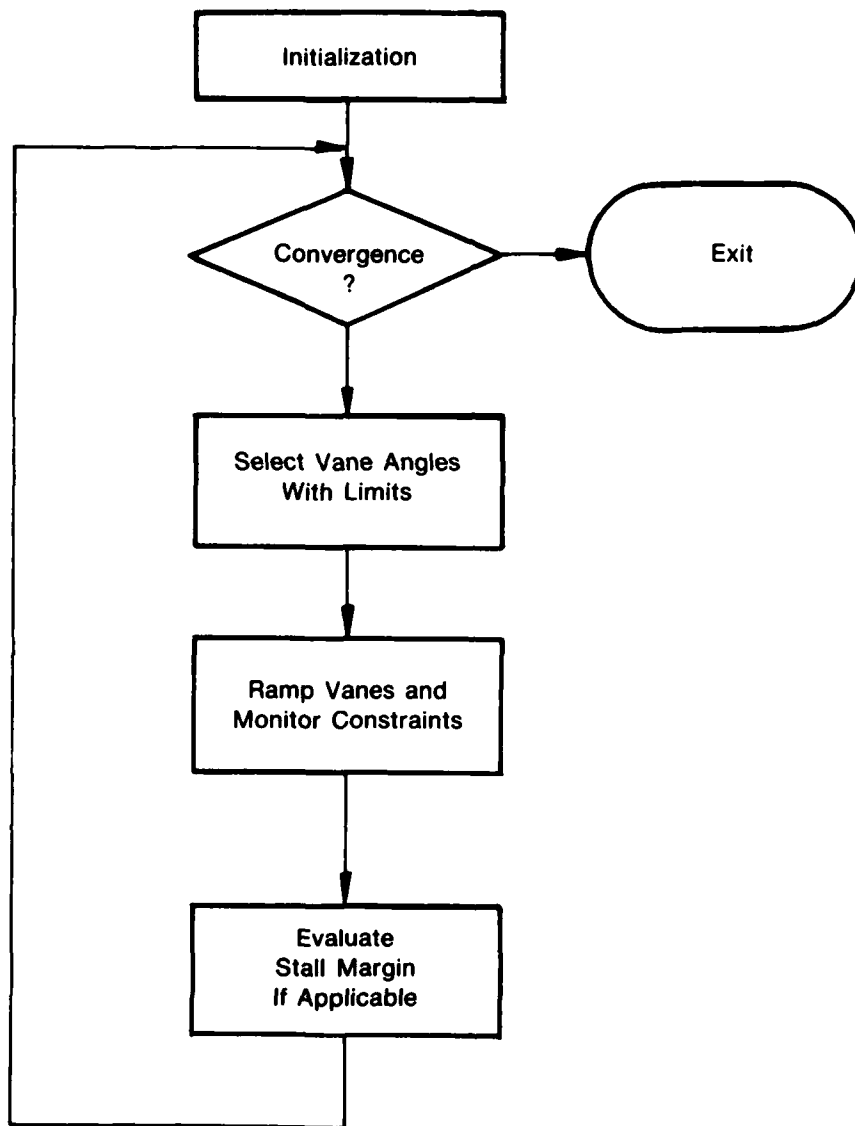 Initialization
Convergence
?
Exit
Select Vane Angles
With Limits
Ramp Vanes and
Monitor Constraints
Evaluate
Stall Margin
If Applicable